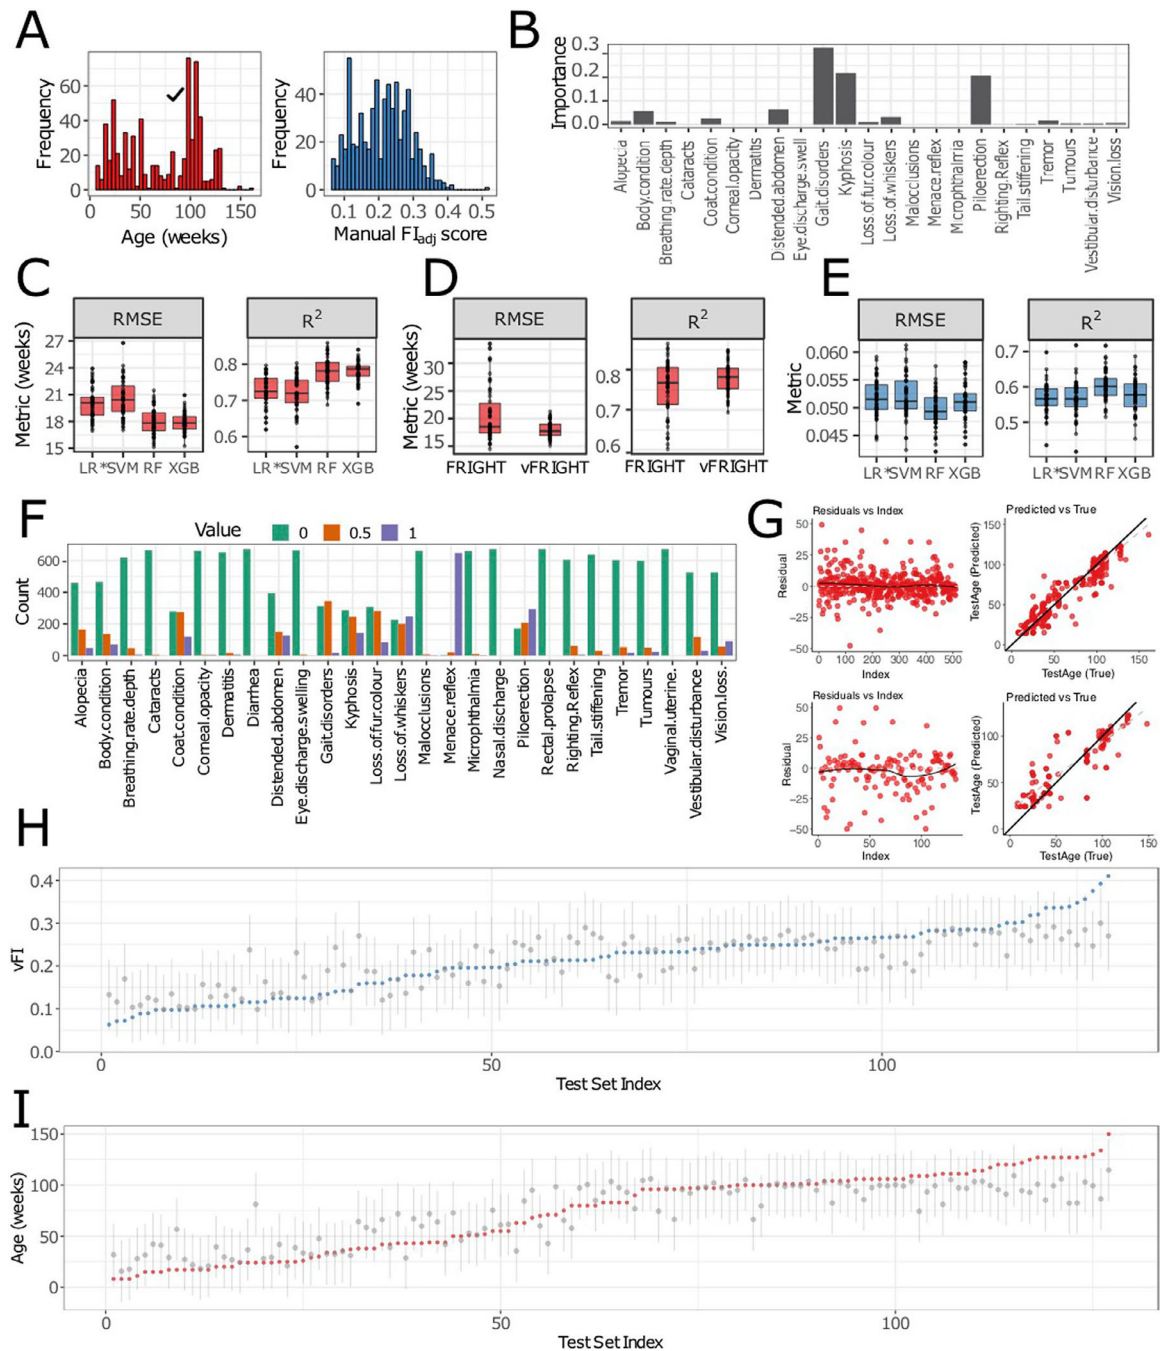 A
Frequency
60
40
20
0
0 50 100 150
Age (weeks)
Frequency
40
20
0
0.1 0.2 0.3 0.4 0.5
Manual FIadj score
B
Importance
0.3
0.2
0.1
0.0
Alopecia
Body.condition
Breathing.rate.depth
Cataracts
Coat.condition
Corneal.opacity
Dermatitis
Distended.abdomen
Eye.discharge.swell
Gait.disorders
Kyphosis
Loss.of.fur.colour
Loss.of.whiskers
Malocclusions
Menace.reflex
Microphthalmia
Piloerection
Righting.Reflex
Tail.stiffening
Tremor
Tumours
Vestibular.disturbance
Vision.loss
C
Metric (weeks)
RMSE
27
24
21
18
15
LR* SVM RF XGB
R2
0.8
0.7
0.6
LR* SVM RF XGB
D
Metric (weeks)
RMSE
30
25
20
15
FRIGHT vFRIGHT
R2
0.8
0.7
0.6
FRIGHT vFRIGHT
E
Metric
RMSE
0.060
0.055
0.050
0.045
LR* SVM RF XGB
R2
0.7
0.6
0.5
LR* SVM RF XGB
F
Value 0 0.5 1
Count
600
400
200
0
Alopecia
Body.condition
Breathing.rate.depth
Cataracts
Coat.condition
Corneal.opacity
Dermatitis
Diarrhea
Distended.abdomen
Eye.discharge.swelling
Gait.disorders
Kyphosis
Loss.of.fur.colour
Loss.of.whiskers
Malocclusions
Menace.reflex
Microphthalmia
Nasal.discharge
Piloerection
Rectal.prolapse
Righting.Reflex
Tail.stiffening
Tremor
Tumours
Vaginal.uterine.
Vestibular.disturbance
Vision.loss.
G
Residuals vs Index
Residual
50
25
0
−25
−50
0 100 200 300 400 500
Index
Predicted vs True
TestAge (Predicted)
150
100
50
0
0 50 100 150
TestAge (True)
Residuals vs Index
Residual
50
25
0
−25
−50
0 50 100
Index
Predicted vs True
TestAge (Predicted)
100
50
0
0 50 100 150
TestAge (True)
H
vFI
0.4
0.3
0.2
0.1
0.0
0 50 100
Test Set Index
I
Age (weeks)
150
100
50
0
0 50 100
Test Set Index